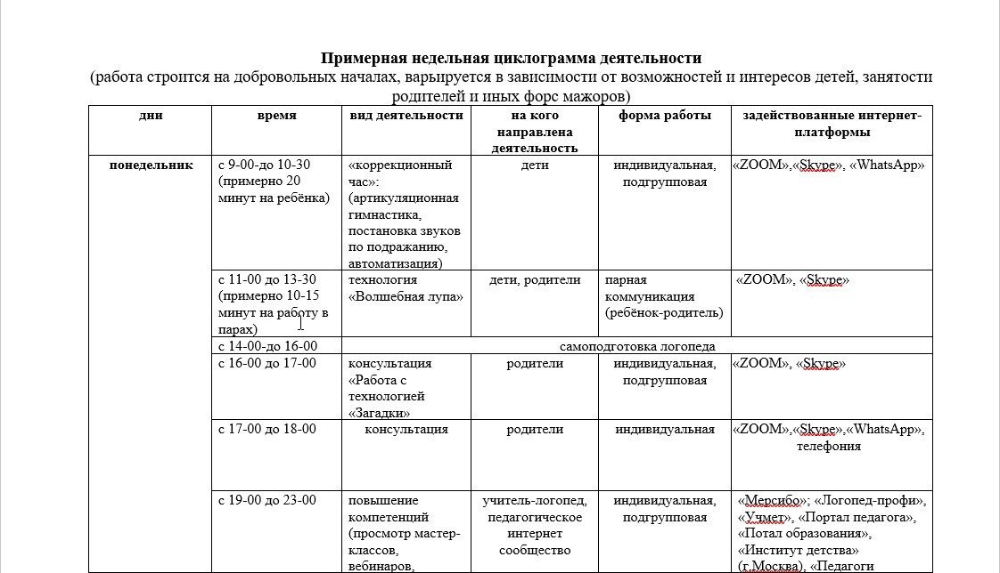 Примерная недельная циклограмма деятельности
(работа строится на добровольных началах, варьируется в зависимости от возможностей и интересов детей, занятости
родителей и иных форс мажоров)
дни
время
вид деятельности
на кого
направлена
деятельность
форма работы
задействованные интернет-
платформы
понедельник
с 9-00-до 10-30
(примерно 20
минут на ребёнка)
«коррекционный
час»:
(артикуляционная
гимнастика,
постановка звуков
по подражанию,
автоматизация)
дети
индивидуальная,
подгрупповая
«ZOOM»,«Skype», «WhatsApp»
с 11-00 до 13-30
(примерно 10-15
минут на работу в
парах)
технология
«Волшебная лупа»
дети, родители
парная
коммуникация
(ребёнок-родитель)
«ZOOM», «Skype»
с 14-00-до 16-00
самоподготовка логопеда
с 16-00 до 17-00
консультация
«Работа с
технологией
«Загадки»
родители
индивидуальная,
подгрупповая
«ZOOM», «Skype»
с 17-00 до 18-00
консультация
родители
индивидуальная
«ZOOM»,«Skype»,«WhatsApp»,
телефония
с 19-00 до 23-00
повышение
компетенций
(просмотр мастер-
классов,
вебинаров,
учитель-логопед,
педагогическое
интернет
сообщество
индивидуальная,
подгрупповая
«Мерсибо»; «Логопед-профи»,
«Учмет», «Портал педагога»,
«Потал образования»,
«Институт детства»
(г.Москва), «Педагоги